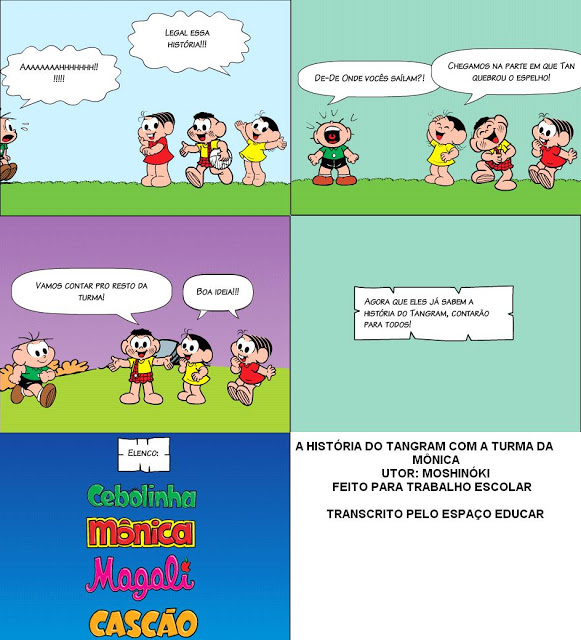 LEGAL ESSA
HISTÓRIA!!!
AAAAAAAAHHHHHHH!!
!!!!!
DE-DE ONDE VOCÊS SAÍLAM?!
CHEGAMOS NA PARTE EM QUE TAN
QUEBROU O ESPELHO!
VAMOS CONTAR PRO RESTO DA
TURMA!
BOA IDEIA!!!
AGORA QUE ELES JÁ SABEM A
HISTÓRIA DO TANGRAM, CONTARÃO
PARA TODOS!
ELENCO:
Cebolinha
Mônica
Magali
CASCÃO
A HISTÓRIA DO TANGRAM COM A TURMA DA
MÔNICA
UTOR: MOSHINÓKI
FEITO PARA TRABALHO ESCOLAR
TRANSCRITO PELO ESPAÇO EDUCAR